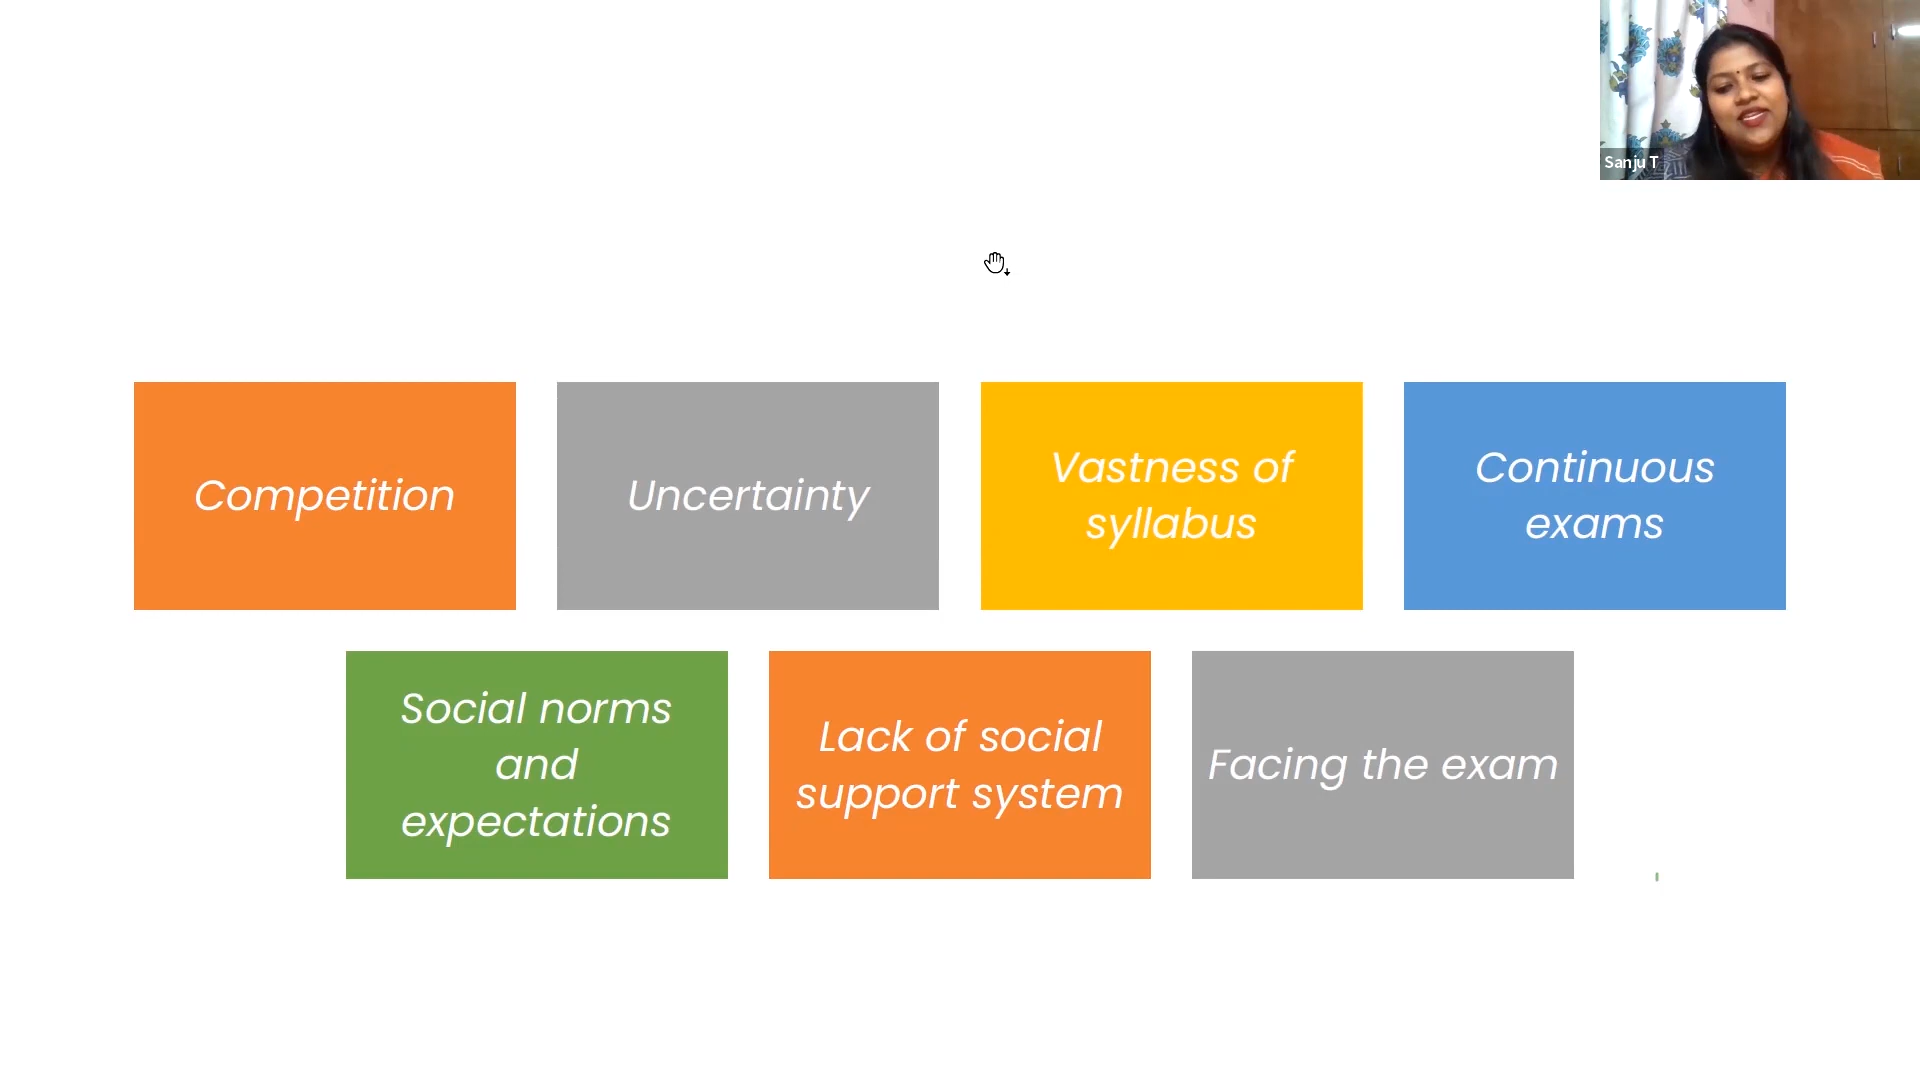 Sanju T
Competition
Uncertainty
Vastness of
syllabus
Continuous
exams
Social norms
and
expectations
Lack of social
support system
Facing the exam